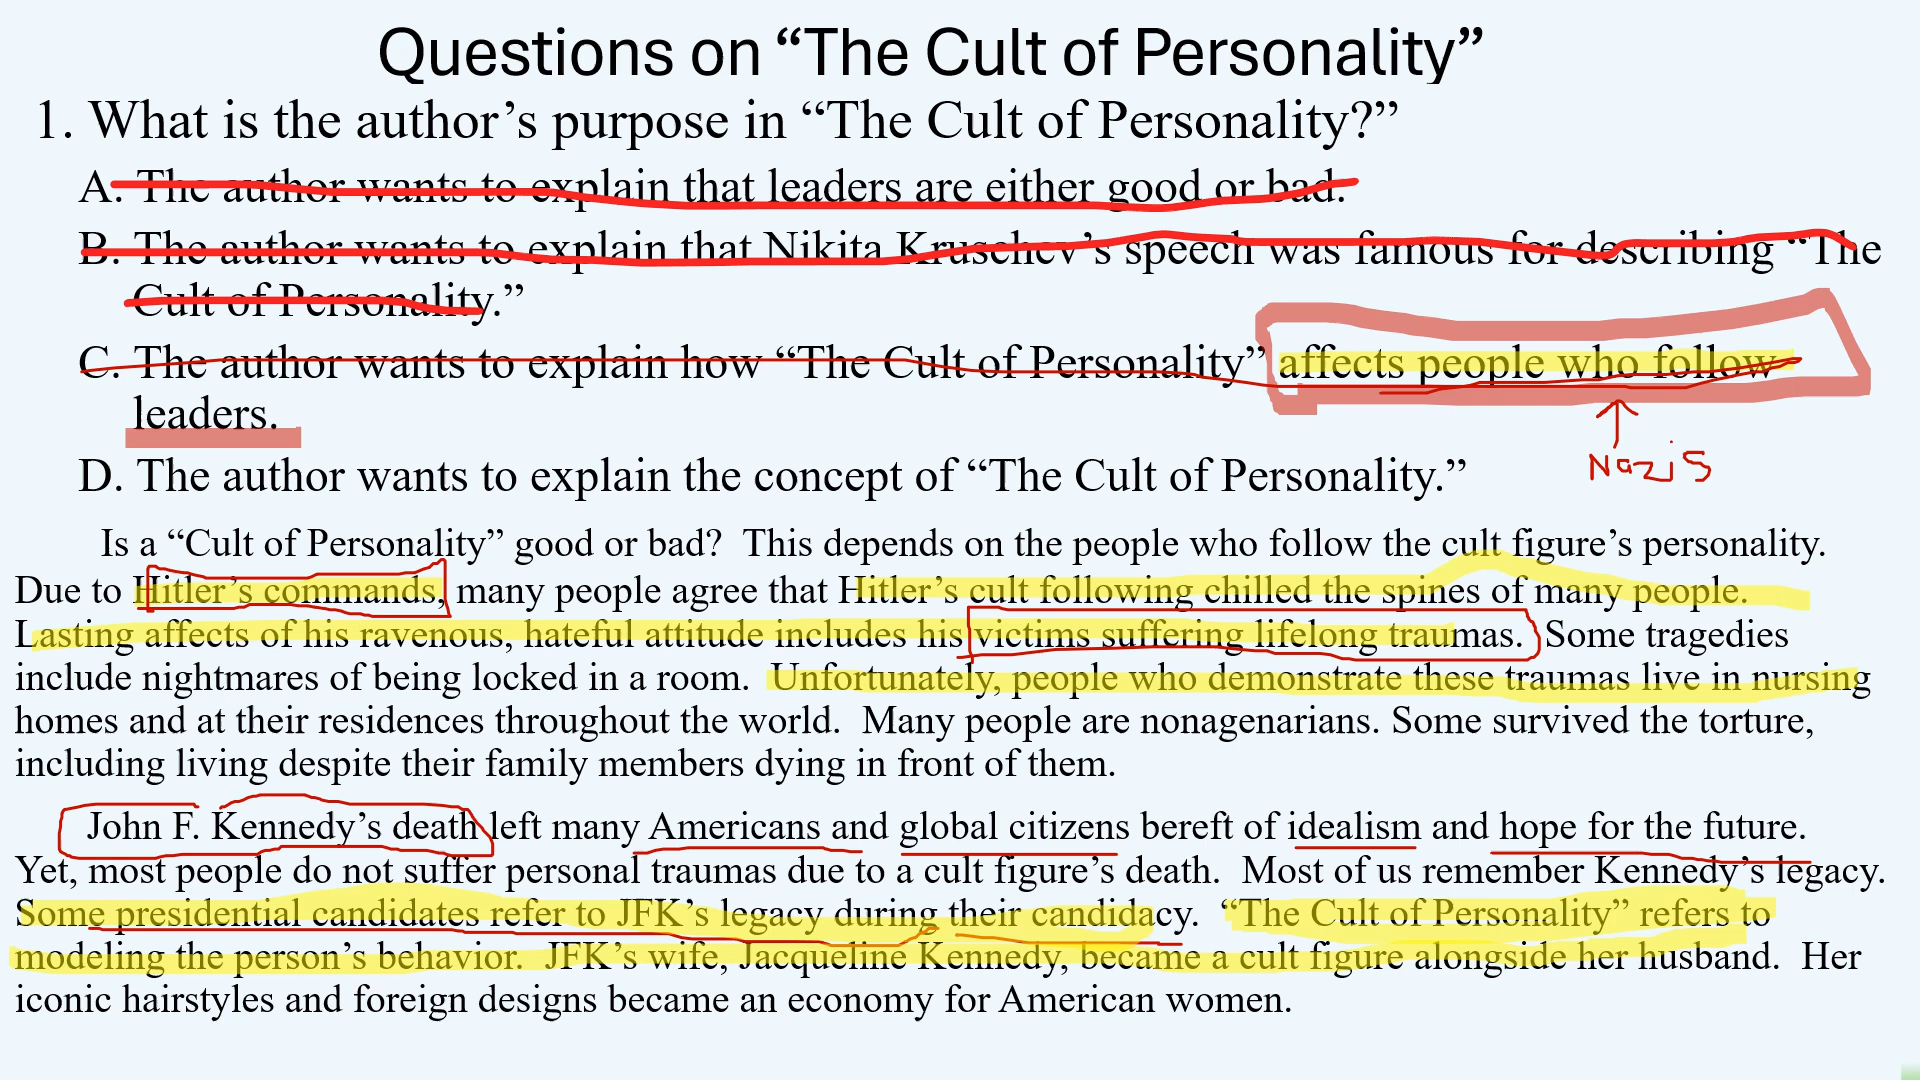 Questions on “The Cult of Personality”
1. What is the author’s purpose in “The Cult of Personality?”
A. The author wants to explain that leaders are either good or bad.
B. The author wants to explain that Nikita Kruschev’s speech was famous for describing “The
Cult of Personality.”
C. The author wants to explain how “The Cult of Personality” affects people who follow
leaders.
Nazis
D. The author wants to explain the concept of “The Cult of Personality.”
Is a “Cult of Personality” good or bad?  This depends on the people who follow the cult figure’s personality.
Due to Hitler’s commands, many people agree that Hitler’s cult following chilled the spines of many people.
Lasting affects of his ravenous, hateful attitude includes his victims suffering lifelong traumas.  Some tragedies
include nightmares of being locked in a room.  Unfortunately, people who demonstrate these traumas live in nursing
homes and at their residences throughout the world.  Many people are nonagenarians. Some survived the torture,
including living despite their family members dying in front of them.
John F. Kennedy’s death left many Americans and global citizens bereft of idealism and hope for the future.
Yet, most people do not suffer personal traumas due to a cult figure’s death.  Most of us remember Kennedy’s legacy.
Some presidential candidates refer to JFK’s legacy during their candidacy.  “The Cult of Personality” refers to
modeling the person’s behavior.  JFK’s wife, Jacqueline Kennedy, became a cult figure alongside her husband.  Her
iconic hairstyles and foreign designs became an economy for American women.